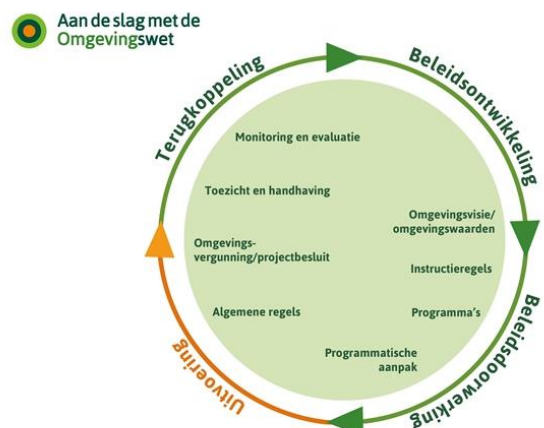 Aan de slag met de
Omgevingswet
Terugkoppeling
Beleidsontwikkeling
Monitoring en evaluatie
Toezicht en handhaving
Omgevingsvisie/
omgevingswaarden
Omgevings-
vergunning/projectbesluit
Instructieregels
Algemene regels
Programma's
Programmatische
aanpak
Uitvoering
Beleidsdoorwerking